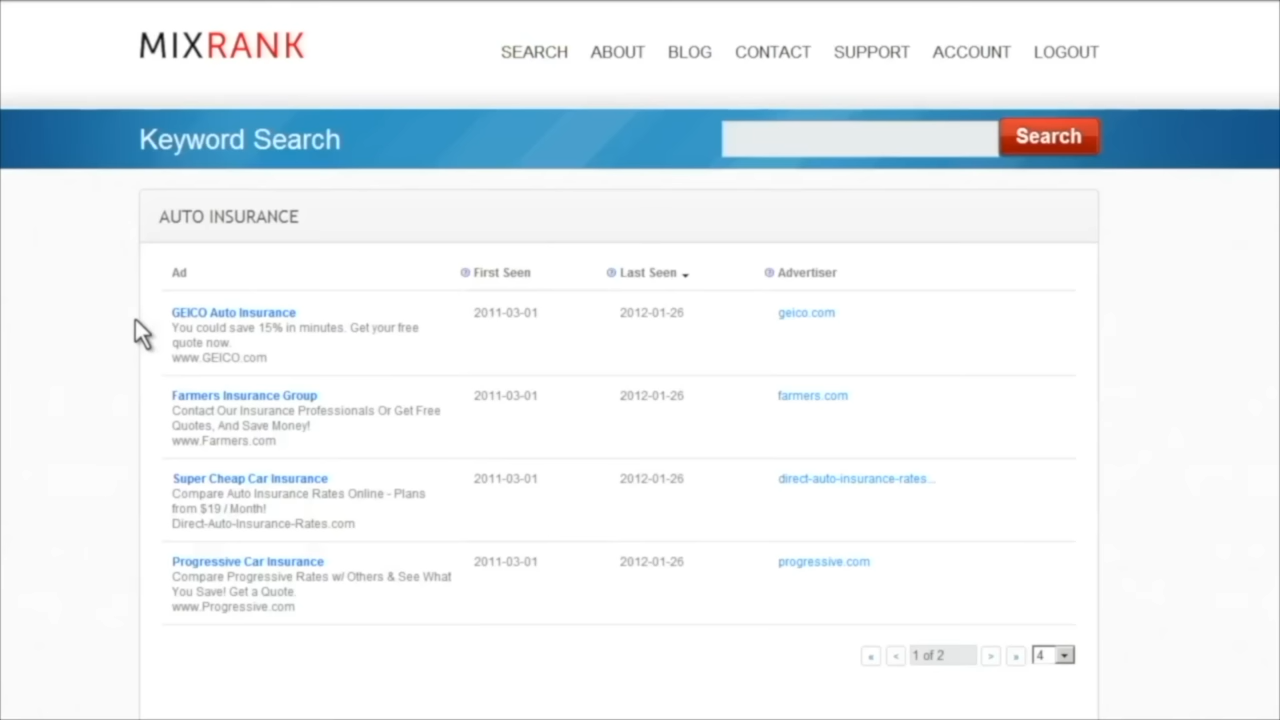 MIXRANK
SEARCH ABOUT BLOG CONTACT SUPPORT ACCOUNT LOGOUT
Keyword Search Search
AUTO INSURANCE
Ad First Seen Last Seen Advertiser
GEICO Auto Insurance 2011-03-01 2012-01-26 geico.com
You could save 15% in minutes. Get your free
quote now.
www.GEICO.com
Farmers Insurance Group 2011-03-01 2012-01-26 farmers.com
Contact Our Insurance Professionals Or Get Free
Quotes, And Save Money!
www.Farmers.com
Super Cheap Car Insurance 2011-03-01 2012-01-26 direct-auto-insurance-rates...
Compare Auto Insurance Rates Online - Plans
from $19 / Month!
Direct-Auto-Insurance-Rates.com
Progressive Car Insurance 2011-03-01 2012-01-26 progressive.com
Compare Progressive Rates w/ Others & See What
You Save! Get a Quote.
www.Progressive.com
« < 1 of 2 > » 4